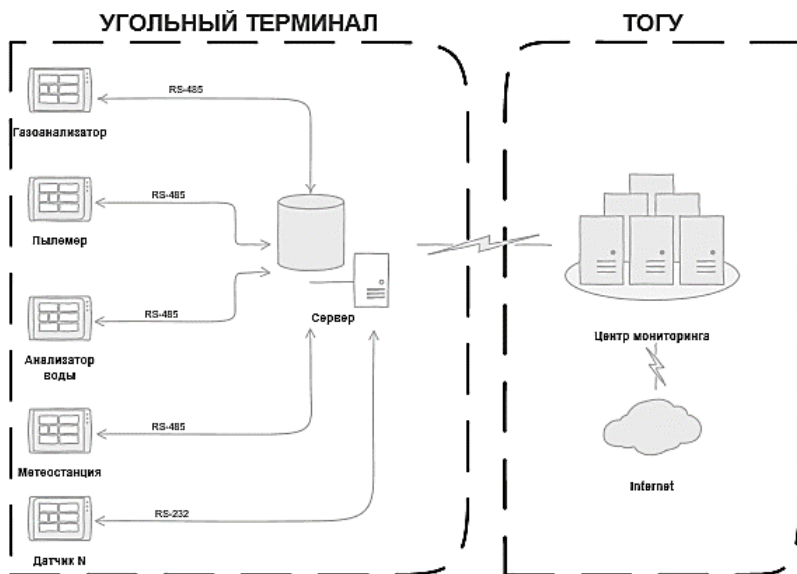 УГОЛЬНЫЙ ТЕРМИНАЛ
ТОГУ
RS-485
Газоанализатор
RS-485
Пылемер
RS-485
Сервер
Анализатор
воды
RS-485
Метеостанция
RS-232
Датчик N
Центр мониторинга
Internet